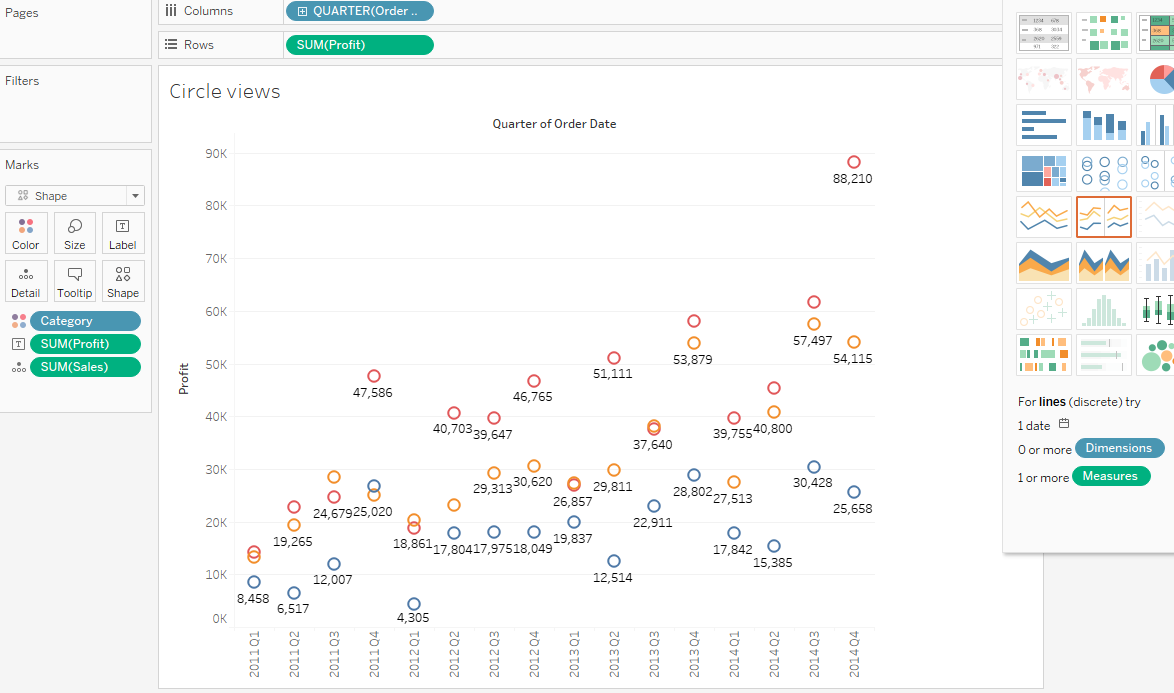 Pages
Columns
QUARTER(Order ..
Rows
SUM(Profit)
Filters
Marks
Shape
Color
Size
Label
Detail
Tooltip
Shape
Category
SUM(Profit)
SUM(Sales)
Circle views
Quarter of Order Date
Profit
90K
80K
70K
60K
50K
40K
30K
20K
10K
0K
88,210
57,497
54,115
53,879
51,111
47,586
46,765
40,703
39,647
37,640
39,755
40,800
29,313
30,620
26,857
29,811
28,802
27,513
30,428
25,658
24,679
25,020
22,911
19,265
18,861
17,804
17,975
18,049
19,837
17,842
15,385
12,007
12,514
8,458
6,517
4,305
2011 Q1
2011 Q2
2011 Q3
2011 Q4
2012 Q1
2012 Q2
2012 Q3
2012 Q4
2013 Q1
2013 Q2
2013 Q3
2013 Q4
2014 Q1
2014 Q2
2014 Q3
2014 Q4
For lines (discrete) try
1 date
0 or more Dimensions
1 or more Measures